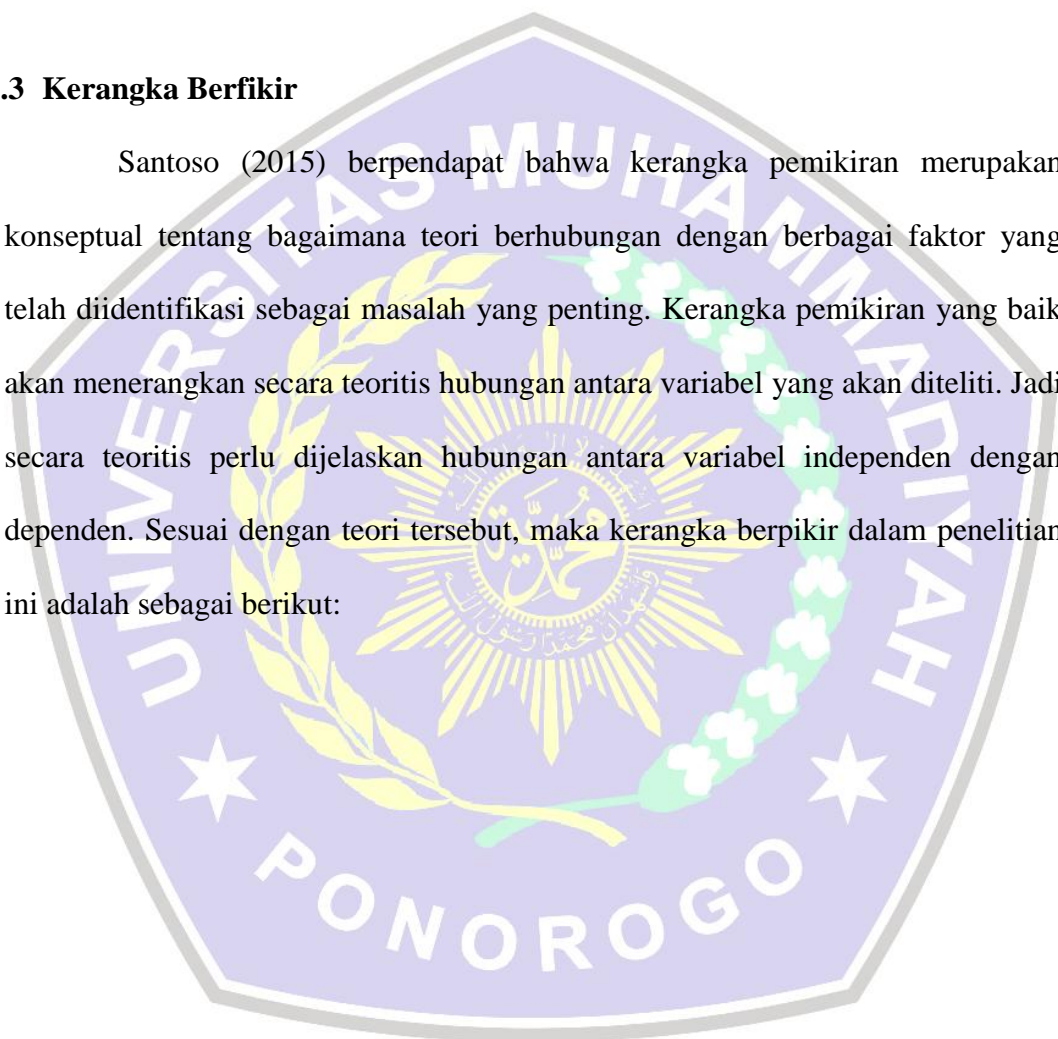 .3 Kerangka Berfikir
Santoso (2015) berpendapat bahwa kerangka pemikiran merupakan
konseptual tentang bagaimana teori berhubungan dengan berbagai faktor yang
telah diidentifikasi sebagai masalah yang penting. Kerangka pemikiran yang baik
akan menerangkan secara teoritis hubungan antara variabel yang akan diteliti. Jadi
secara teoritis perlu dijelaskan hubungan antara variabel independen dengan
dependen. Sesuai dengan teori tersebut, maka kerangka berpikir dalam penelitian
ini adalah sebagai berikut:
UNIVERSITAS MUHAMMADIYAH
PONOROGO
محمدية